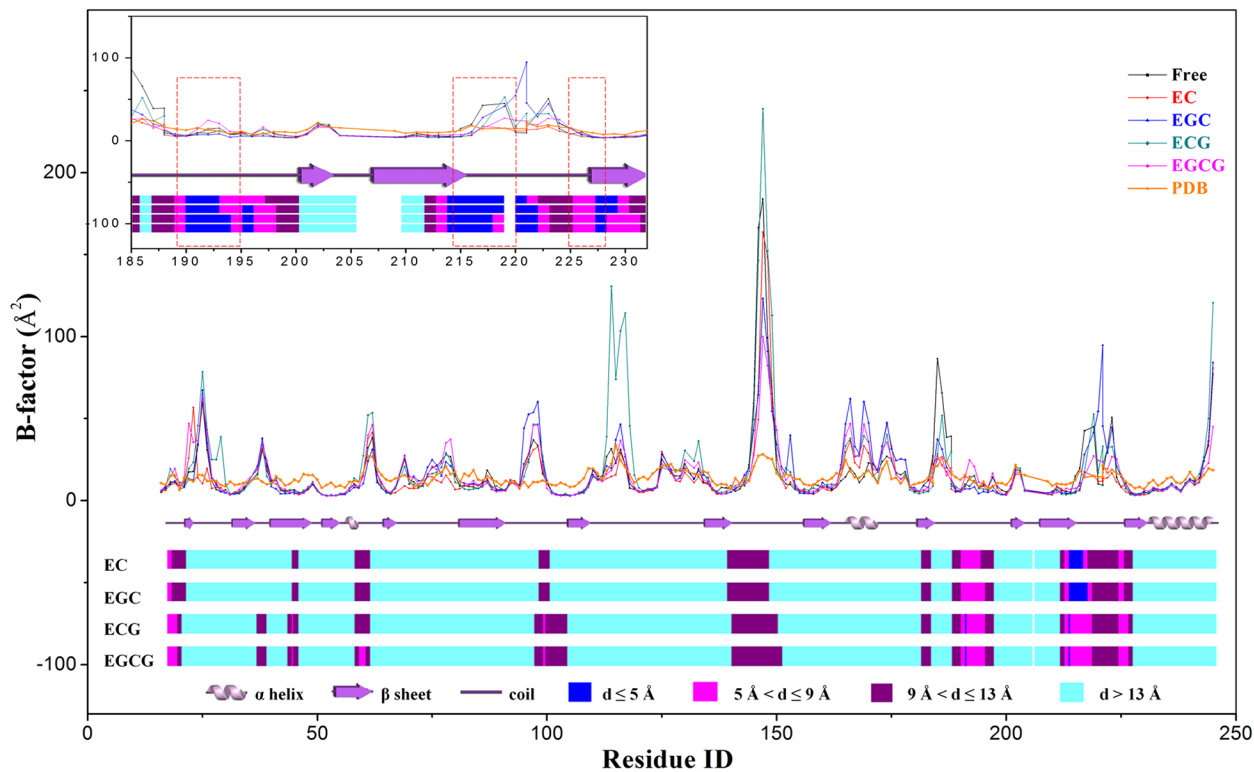 100
0
-100
185 190 195 200 205 210 215 220 225 230
Free
EC
EGC
ECG
EGCG
PDB
B-factor (Å²)
200
100
0
-100
EC
EGC
ECG
EGCG
α helix β sheet coil d ≤ 5 Å 5 Å < d ≤ 9 Å 9 Å < d ≤ 13 Å d > 13 Å
0 50 100 150 200 250
Residue ID